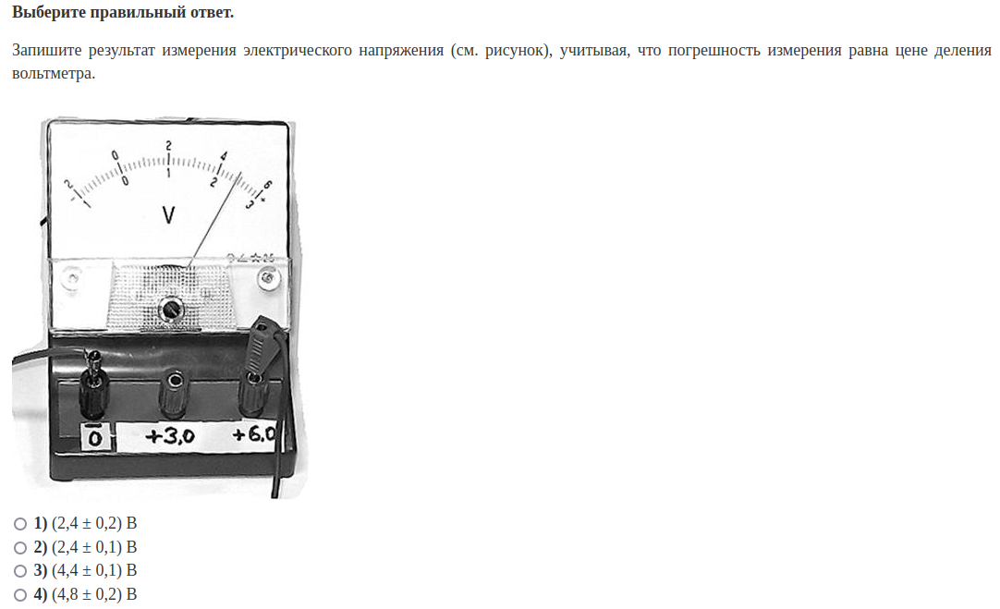 Выберите правильный ответ.
Запишите результат измерения электрического напряжения (см. рисунок), учитывая, что погрешность измерения равна цене деления
вольтметра.
2 0 2 4 6
1 0 1 2 3
V
0 +3,0 +6,0
1) (2,4 ± 0,2) В
2) (2,4 ± 0,1) В
3) (4,4 ± 0,1) В
4) (4,8 ± 0,2) В